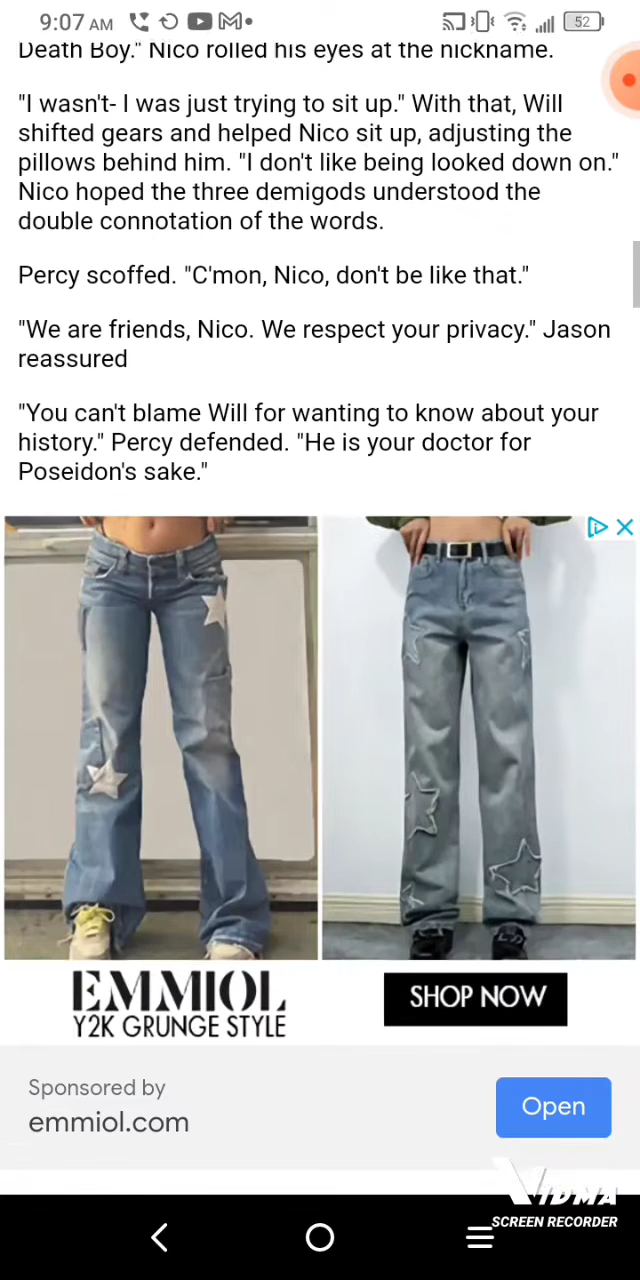 9:07 AM
52
Death Boy." Nico rolled his eyes at the nickname.
"I wasn't- I was just trying to sit up." With that, Will
shifted gears and helped Nico sit up, adjusting the
pillows behind him. "I don't like being looked down on."
Nico hoped the three demigods understood the
double connotation of the words.
Percy scoffed. "C'mon, Nico, don't be like that."
"We are friends, Nico. We respect your privacy." Jason
reassured
"You can't blame Will for wanting to know about your
history." Percy defended. "He is your doctor for
Poseidon's sake."
EMMIOL
Y2K GRUNGE STYLE
SHOP NOW
Sponsored by
emmiol.com
Open
VIDMA
SCREEN RECORDER